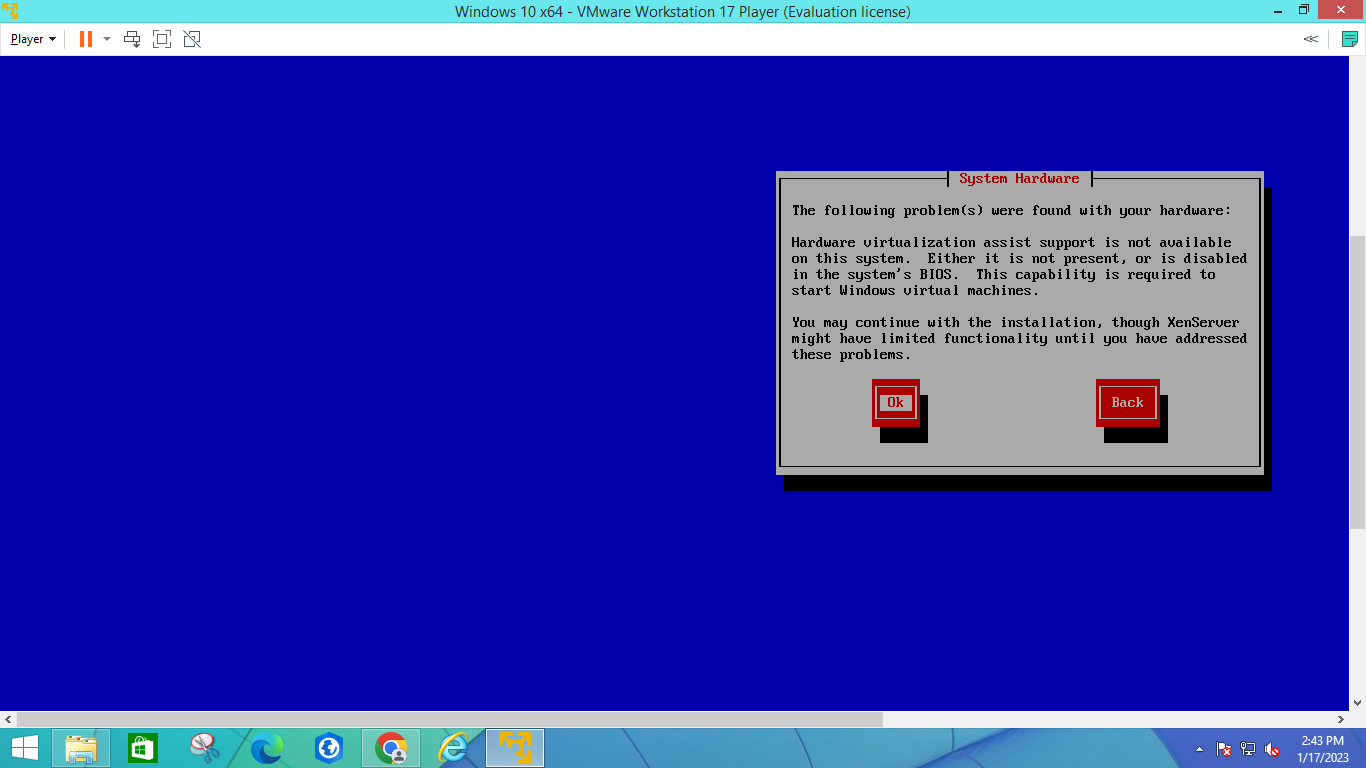 Windows 10 x64 - VMware Workstation 17 Player (Evaluation license)
Player
System Hardware
The following problem(s) were found with your hardware:
Hardware virtualization assist support is not available
on this system.  Either it is not present, or is disabled
in the system's BIOS.  This capability is required to
start Windows virtual machines.
You may continue with the installation, though XenServer
might have limited functionality until you have addressed
these problems.
Ok
Back
2:43 PM
1/17/2023